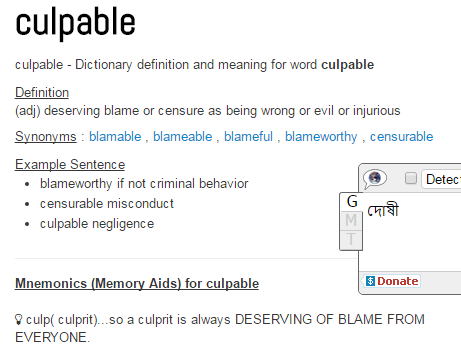 culpable
culpable - Dictionary definition and meaning for word culpable
Definition
(adj) deserving blame or censure as being wrong or evil or injurious
Synonyms : blamable , blameable , blameful , blameworthy , censurable
Example Sentence
• blameworthy if not criminal behavior
• censurable misconduct
• culpable negligence
Detec
G
M
T
দোষী
$ Donate
Mnemonics (Memory Aids) for culpable
culp( culprit)...so a culprit is always DESERVING OF BLAME FROM
EVERYONE.